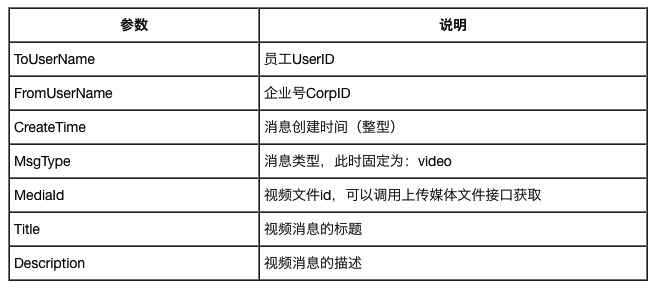 参数 说明
ToUserName 员工UserID
FromUserName 企业号CorpID
CreateTime 消息创建时间（整型）
MsgType 消息类型，此时固定为：video
MediaId 视频文件id，可以调用上传媒体文件接口获取
Title 视频消息的标题
Description 视频消息的描述